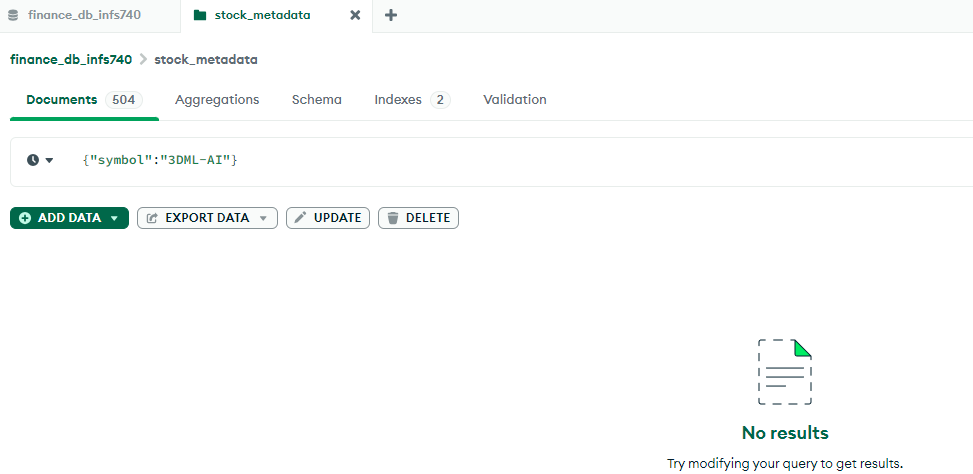 finance_db_infs740
stock_metadata
finance_db_infs740 > stock_metadata
Documents 504 Aggregations Schema Indexes 2 Validation
{"symbol":"3DML-AI"}
ADD DATA EXPORT DATA UPDATE DELETE
No results
Try modifying your query to get results.